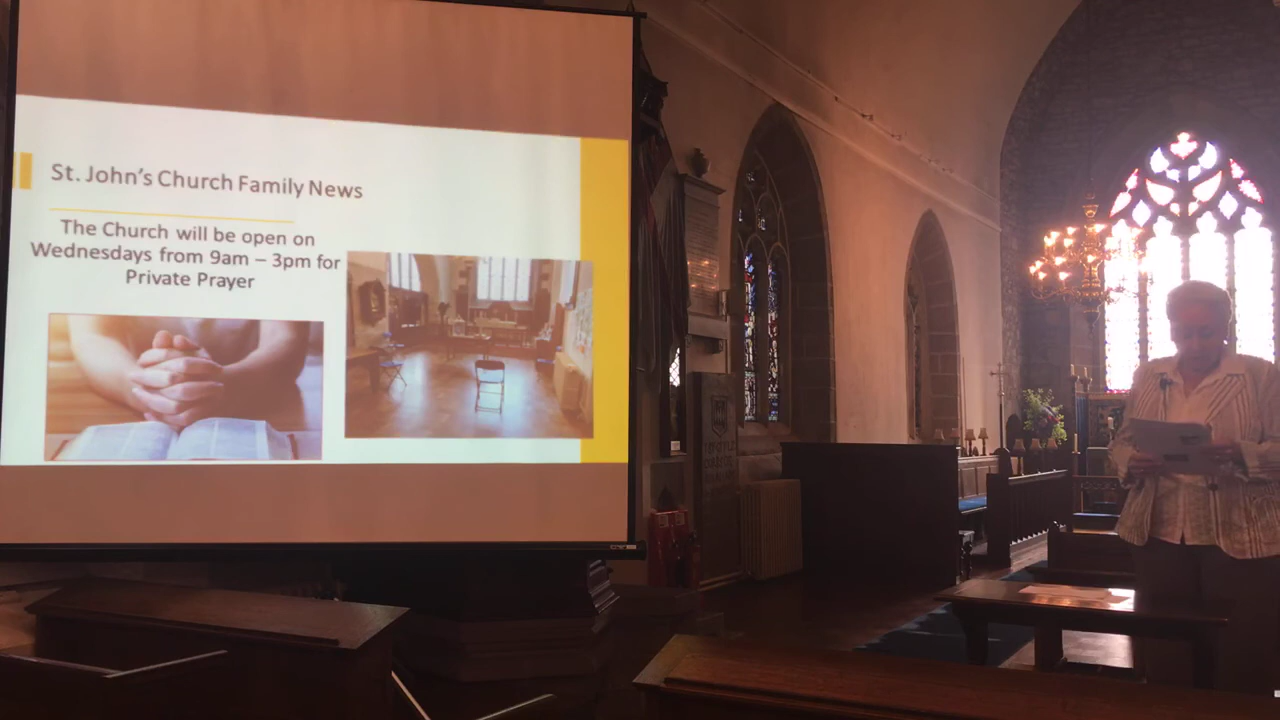 St. John's Church Family News
The Church will be open on
Wednesdays from 9am – 3pm for
Private Prayer